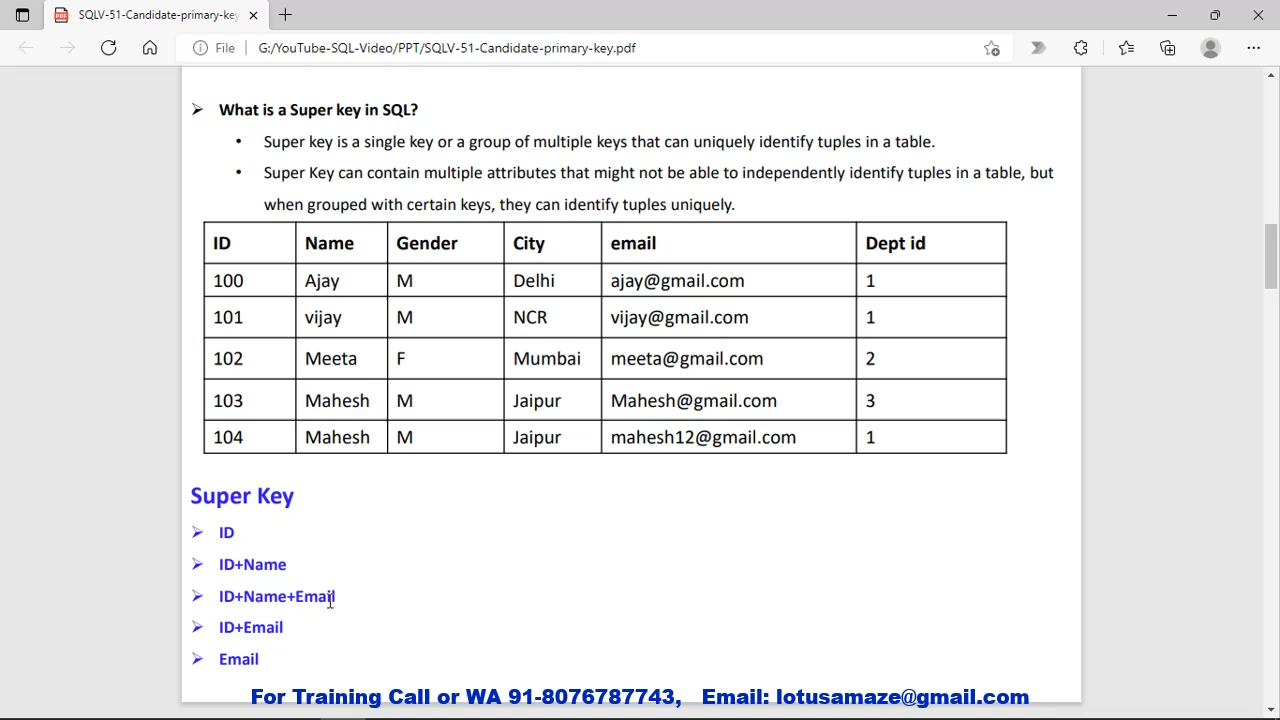 SQLV-51-Candidate-primary-key
File
G:/YouTube-SQL-Video/PPT/SQLV-51-Candidate-primary-key.pdf
➢ What is a Super key in SQL?
• Super key is a single key or a group of multiple keys that can uniquely identify tuples in a table.
• Super Key can contain multiple attributes that might not be able to independently identify tuples in a table, but
when grouped with certain keys, they can identify tuples uniquely.
ID Name Gender City email Dept id
100 Ajay M Delhi ajay@gmail.com 1
101 vijay M NCR vijay@gmail.com 1
102 Meeta F Mumbai meeta@gmail.com 2
103 Mahesh M Jaipur Mahesh@gmail.com 3
104 Mahesh M Jaipur mahesh12@gmail.com 1
Super Key
➢ ID
➢ ID+Name
➢ ID+Name+Email
➢ ID+Email
➢ Email
For Training Call or WA 91-8076787743, Email: lotusamaze@gmail.com